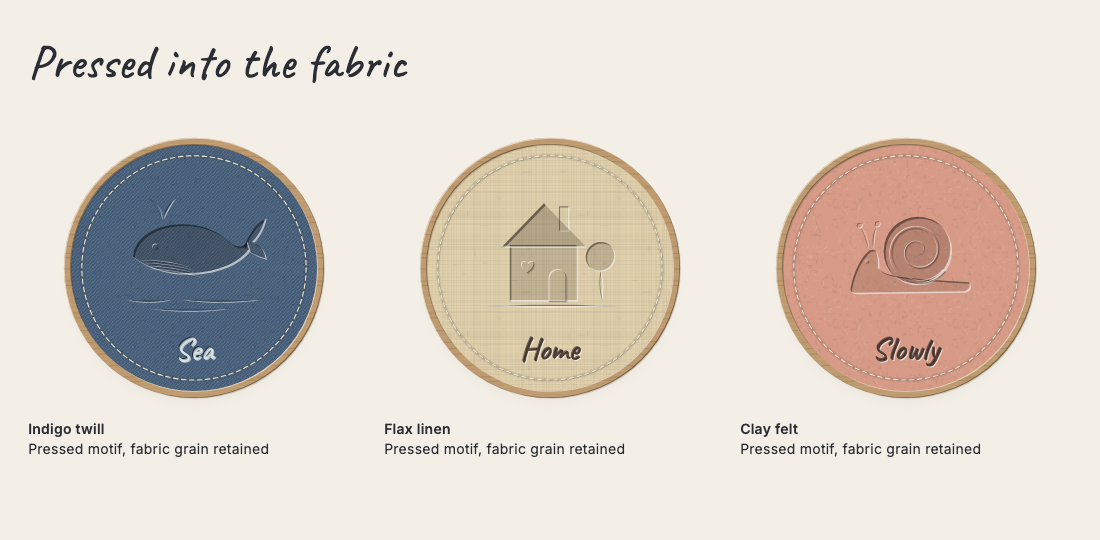 Pressed into the fabric
Sea
Home
Slowly
Indigo twill
Pressed motif, fabric grain retained
Flax linen
Pressed motif, fabric grain retained
Clay felt
Pressed motif, fabric grain retained